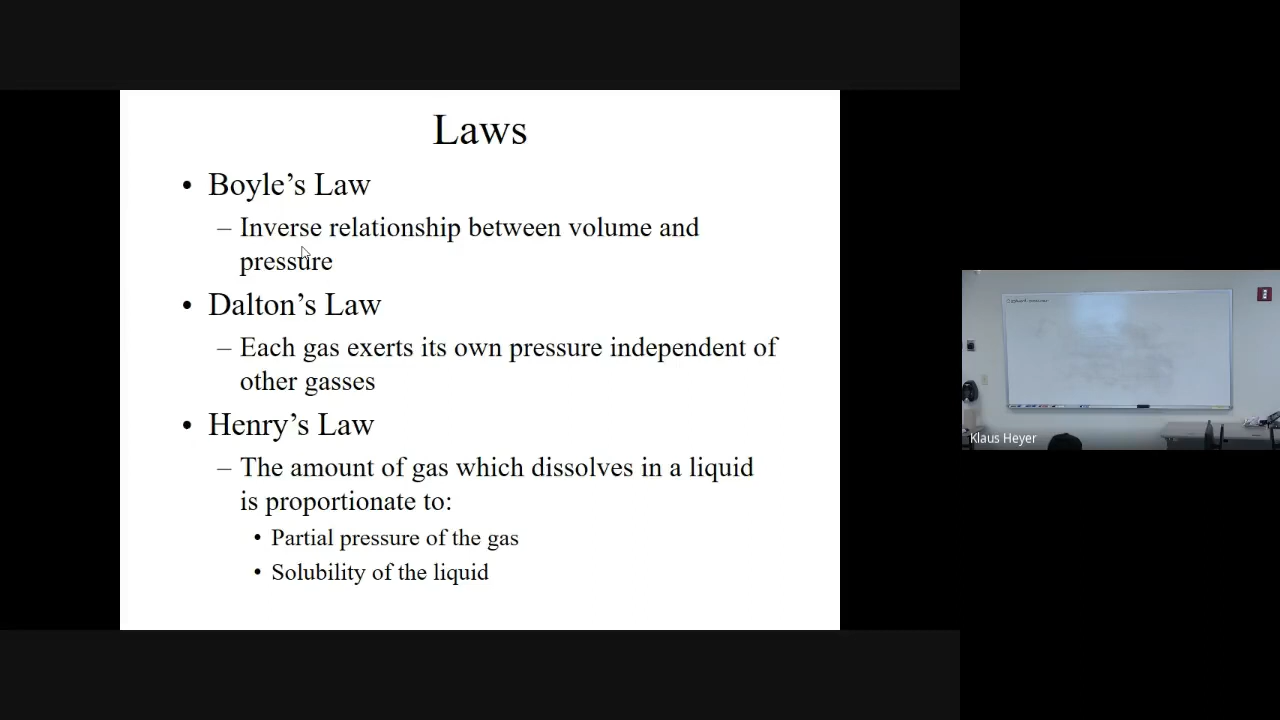 Laws
• Boyle's Law
– Inverse relationship between volume and
pressure
• Dalton's Law
– Each gas exerts its own pressure independent of
other gasses
• Henry's Law
– The amount of gas which dissolves in a liquid
is proportionate to:
• Partial pressure of the gas
• Solubility of the liquid
Klaus Heyer